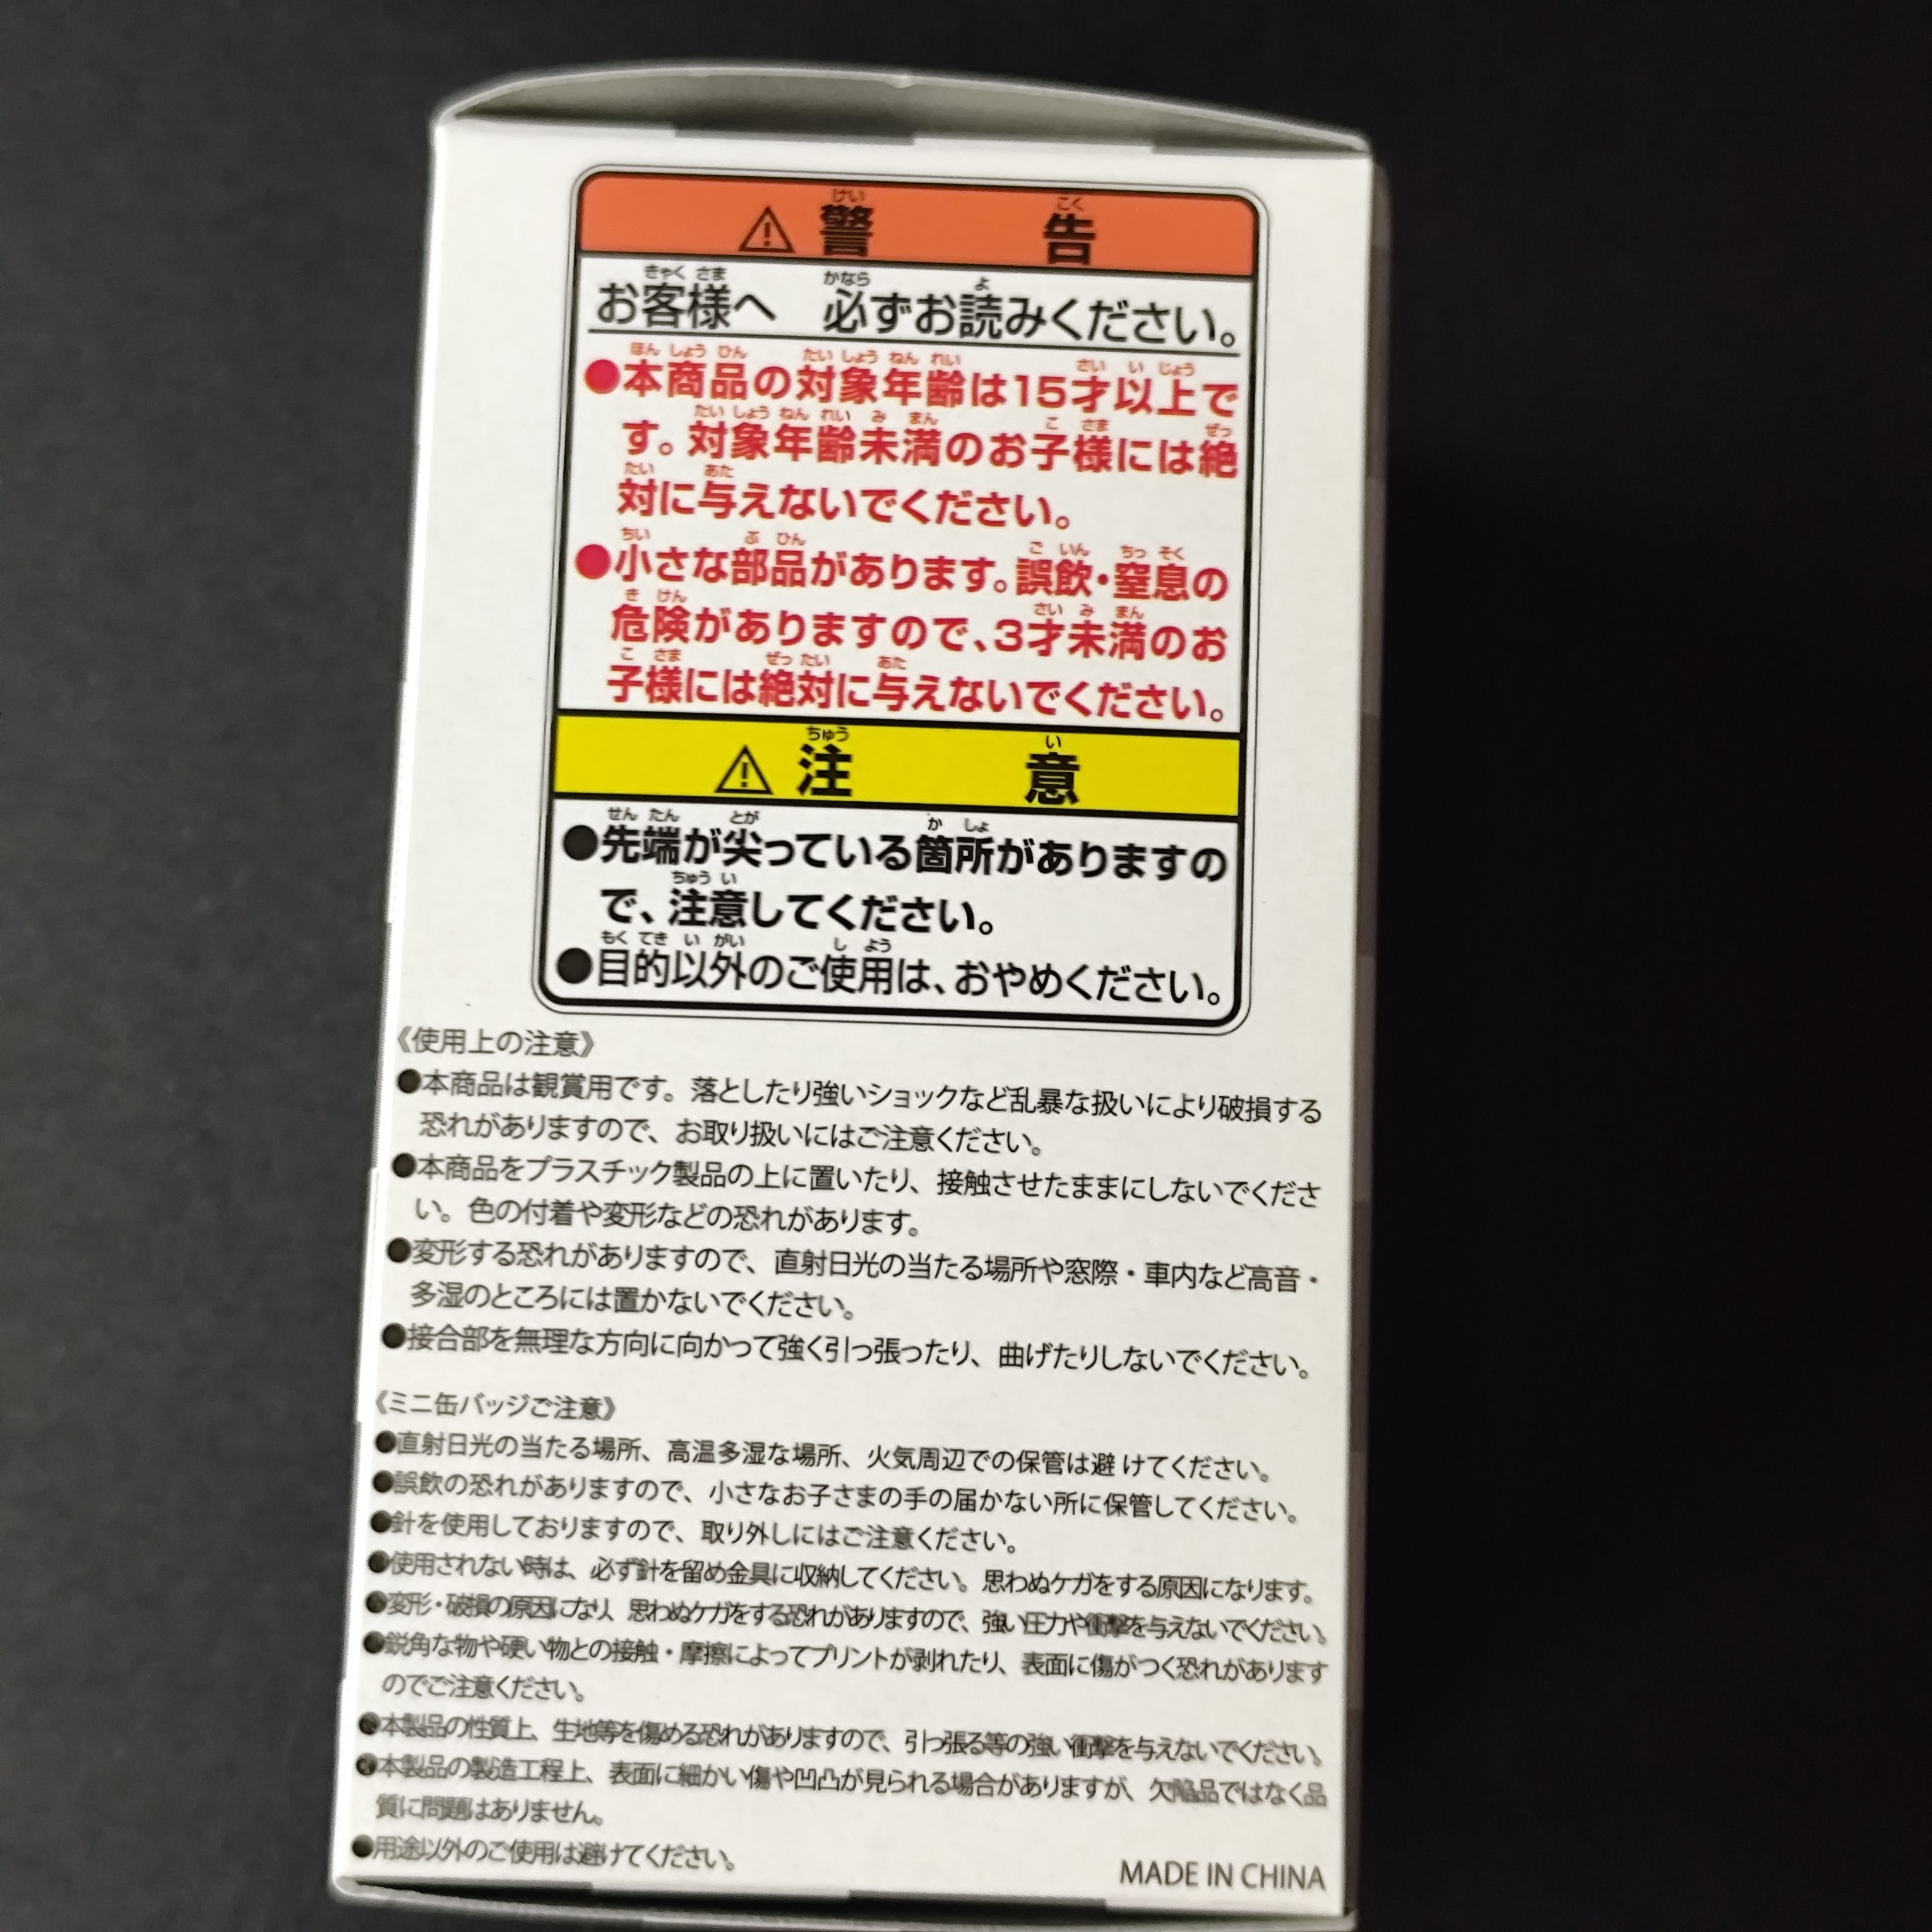 ⚠警告
お客様へ　必ずお読みください。
●本商品の対象年齢は15才以上で
す。対象年齢未満のお子様には絶
対に与えないでください。
●小さな部品があります。誤飲・窒息の
危険がありますので、3才未満のお
子様には絶対に与えないでください。
⚠注意
●先端が尖っている箇所がありますの
で、注意してください。
●目的以外のご使用は、おやめください。
《使用上の注意》
●本商品は観賞用です。落としたり強いショックなど乱暴な扱いにより破損する
恐れがありますので、お取り扱いにはご注意ください。
●本商品をプラスチック製品の上に置いたり、接触させたままにしないでくださ
い。色の付着や変形などの恐れがあります。
●変形する恐れがありますので、直射日光の当たる場所や窓際・車内など高音・
多湿のところには置かないでください。
●接合部を無理な方向に向かって強く引っ張ったり、曲げたりしないでください。
《ミニ缶バッジご注意》
●直射日光の当たる場所、高温多湿な場所、火気周辺での保管は避けてください。
●誤飲の恐れがありますので、小さなお子さまの手の届かない所に保管してください。
●針を使用しておりますので、取り外しにはご注意ください。
●使用されない時は、必ず針を留め金具に収納してください。思わぬケガをする原因になります。
●変形・破損の原因になり、思わぬケガをする恐れがありますので、強い圧力や衝撃を与えないでください。
●鋭角な物や硬い物との接触・摩擦によってプリントが剥れたり、表面に傷がつく恐れがあります
のでご注意ください。
●本製品の性質上、生地等を傷める恐れがありますので、引っ張る等の強い衝撃を与えないでください。
●本製品の製造工程上、表面に細かい傷や凹凸が見られる場合がありますが、欠陥品ではなく品
質に問題はありません。
●用途以外のご使用は避けてください。
MADE IN CHINA